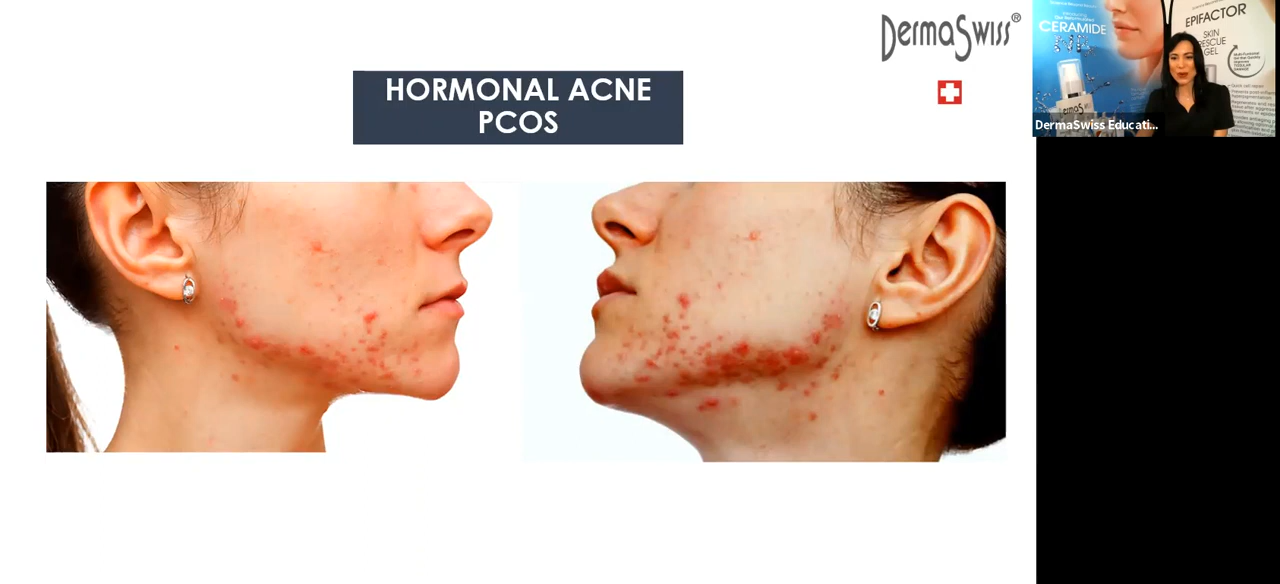 DermaSwiss®
HORMONAL ACNE
PCOS
CERAMIDE
EPIFACTOR
SKIN
RESCUE
GEL
DermaSwiss Educati...